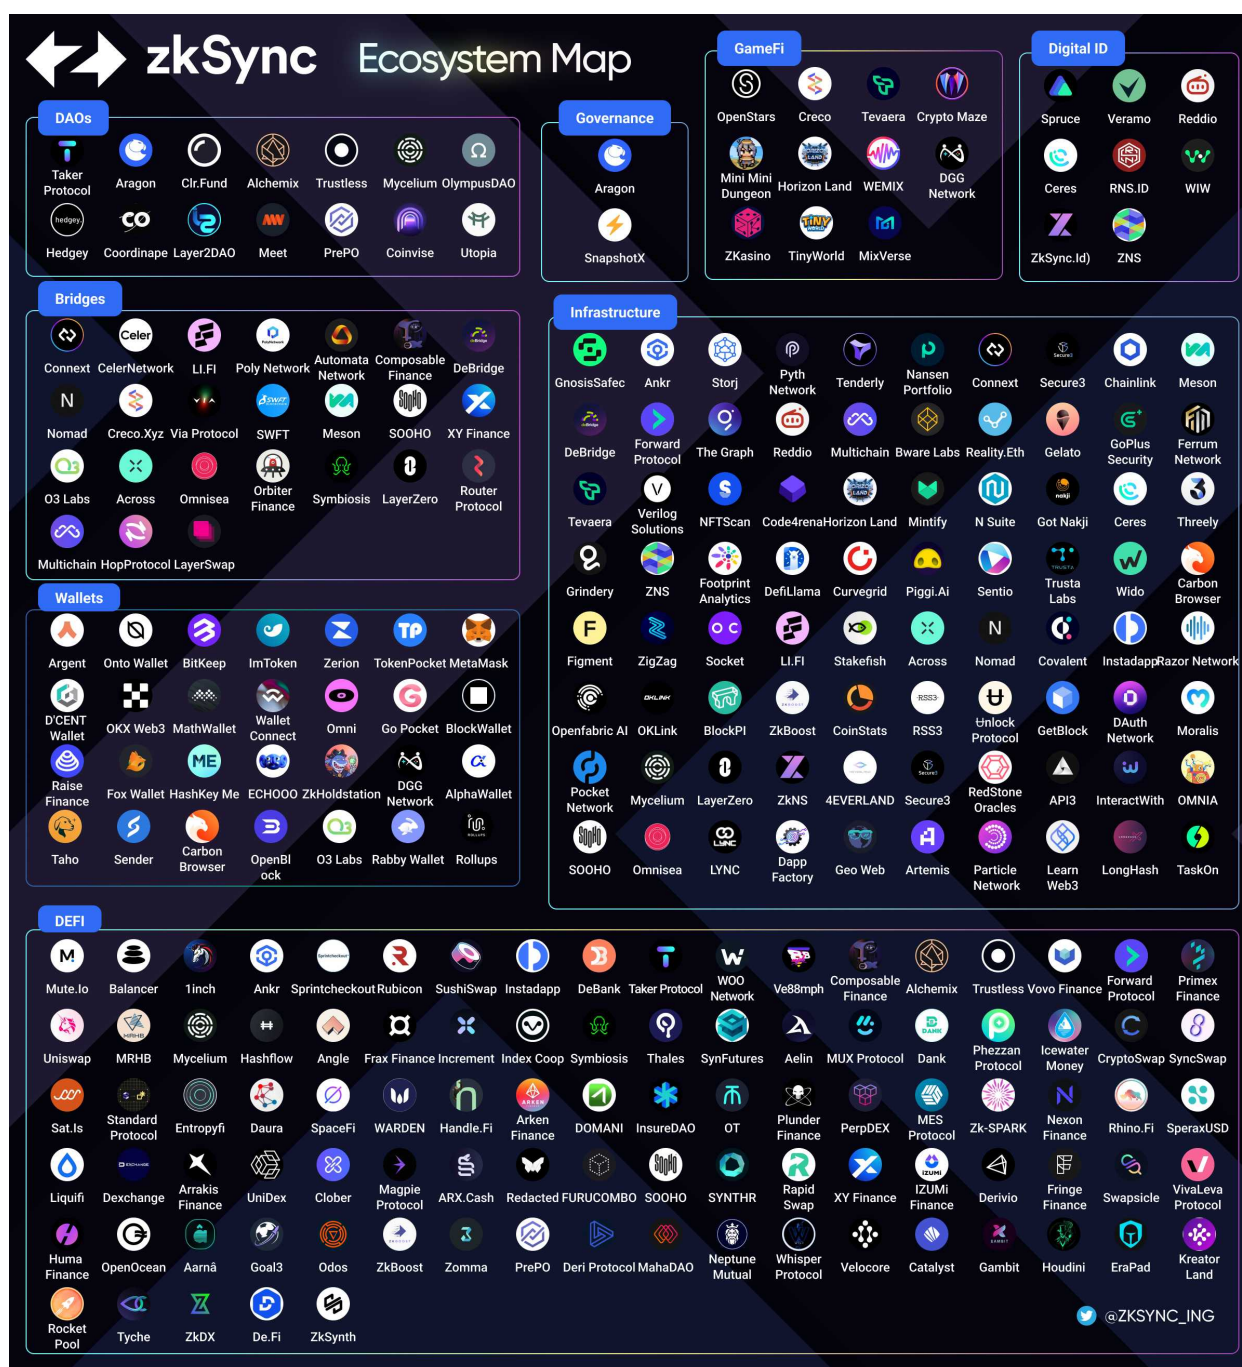 zkSync Ecosystem Map
DAOs
Taker Protocol
Aragon
Clr.Fund
Alchemix
Trustless
Mycelium
OlympusDAO
Hedgey
Coordinape
Layer2DAO
Meet
PrePO
Coinvise
Utopia
Governance
Aragon
SnapshotX
GameFi
OpenStars
Creco
Tevaera
Crypto Maze
Mini Mini Dungeon
Horizon Land
WEMIX
DGG Network
ZKasino
TinyWorld
MixVerse
Digital ID
Spruce
Veramo
Reddio
Ceres
RNS.ID
WIW
ZkSync.Id)
ZNS
Bridges
Connext
CelerNetwork
LI.FI
Poly Network
Automata Network
Composable Finance
DeBridge
Nomad
Creco.Xyz
Via Protocol
SWFT
Meson
SOOHO
XY Finance
O3 Labs
Across
Omnisea
Orbiter Finance
Symbiosis
LayerZero
Router Protocol
Multichain
HopProtocol
LayerSwap
Infrastructure
GnosisSafec
Ankr
Storj
Pyth Network
Tenderly
Nansen Portfolio
Connext
Secure3
Chainlink
Meson
DeBridge
Forward Protocol
The Graph
Reddio
Multichain
Bware Labs
Reality.Eth
Gelato
GoPlus Security
Ferrum Network
Tevaera
Verilog Solutions
NFTScan
Code4rena
Horizon Land
Mintify
N Suite
Got Nakji
Ceres
Threely
Grindery
ZNS
Footprint Analytics
DefiLlama
Curvegrid
Piggi.Ai
Sentio
Trusta Labs
Wido
Carbon Browser
Figment
ZigZag
Socket
LI.FI
Stakefish
Across
Nomad
Covalent
Instadapp
Razor Network
Openfabric AI
OKLink
BlockPI
ZkBoost
CoinStats
RSS3
Unlock Protocol
GetBlock
DAuth Network
Moralis
Pocket Network
Mycelium
LayerZero
ZkNS
4EVERLAND
Secure3
RedStone Oracles
API3
InteractWith
OMNIA
SOOHO
Omnisea
LYNC
Dapp Factory
Geo Web
Artemis
Particle Network
Learn Web3
LongHash
TaskOn
Wallets
Argent
Onto Wallet
BitKeep
ImToken
Zerion
TokenPocket
MetaMask
D'CENT Wallet
OKX Web3
MathWallet
Wallet Connect
Omni
Go Pocket
BlockWallet
Raise Finance
Fox Wallet
HashKey Me
ECHOOO
ZkHoldstation
DGG Network
AlphaWallet
Taho
Sender
Carbon Browser
OpenBl ock
O3 Labs
Rabby Wallet
Rollups
DEFI
Mute.Io
Balancer
1inch
Ankr
Sprintcheckout
Rubicon
SushiSwap
Instadapp
DeBank
Taker Protocol
WOO Network
Ve88mph
Composable Finance
Alchemix
Trustless
Vovo Finance
Forward Protocol
Primex Finance
Uniswap
MRHB
Mycelium
Hashflow
Angle
Frax Finance
Increment
Index Coop
Symbiosis
Thales
SynFutures
Aelin
MUX Protocol
Dank
Phezzan Protocol
Icewater Money
CryptoSwap
SyncSwap
Sat.Is
Standard Protocol
Entropyfi
Daura
SpaceFi
WARDEN
Handle.Fi
Arken Finance
DOMANI
InsureDAO
OT
Plunder Finance
PerpDEX
MES Protocol
Zk-SPARK
Nexon Finance
Rhino.Fi
SperaxUSD
Liquifi
Dexchange
Arrakis Finance
UniDex
Clober
Magpie Protocol
ARX.Cash
Redacted
FURUCOMBO
SOOHO
SYNTHR
Rapid Swap
XY Finance
IZUMi Finance
Derivio
Fringe Finance
Swapsicle
VivaLeva Protocol
Huma Finance
OpenOcean
Aarnâ
Goal3
Odos
ZkBoost
Zomma
PrePO
Deri Protocol
MahaDAO
Neptune Mutual
Whisper Protocol
Velocore
Catalyst
Gambit
Houdini
EraPad
Kreator Land
Rocket Pool
Tyche
ZkDX
De.Fi
ZkSynth
@ZKSYNC_ING